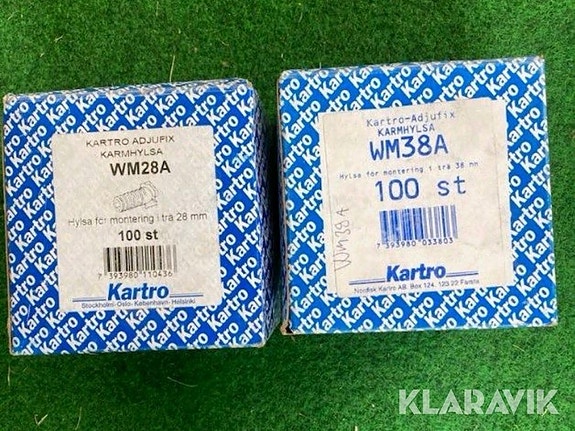 KARTRO ADJUFIX
KARMHYLSA
WM28A
Hylsa för montering i trä 28 mm
100 st
7 393980 110436
Kartro
Stockholm- Oslo- København- Helsinki
Kartro-Adjufix
KARMHYLSA
WM38A
Hylsa för montering i trä 38 mm
100 st
WM38A
7 393980 033803
Kartro
Nordisk Kartro AB. Box 124, 123 22 Farsta
KLARAVIK